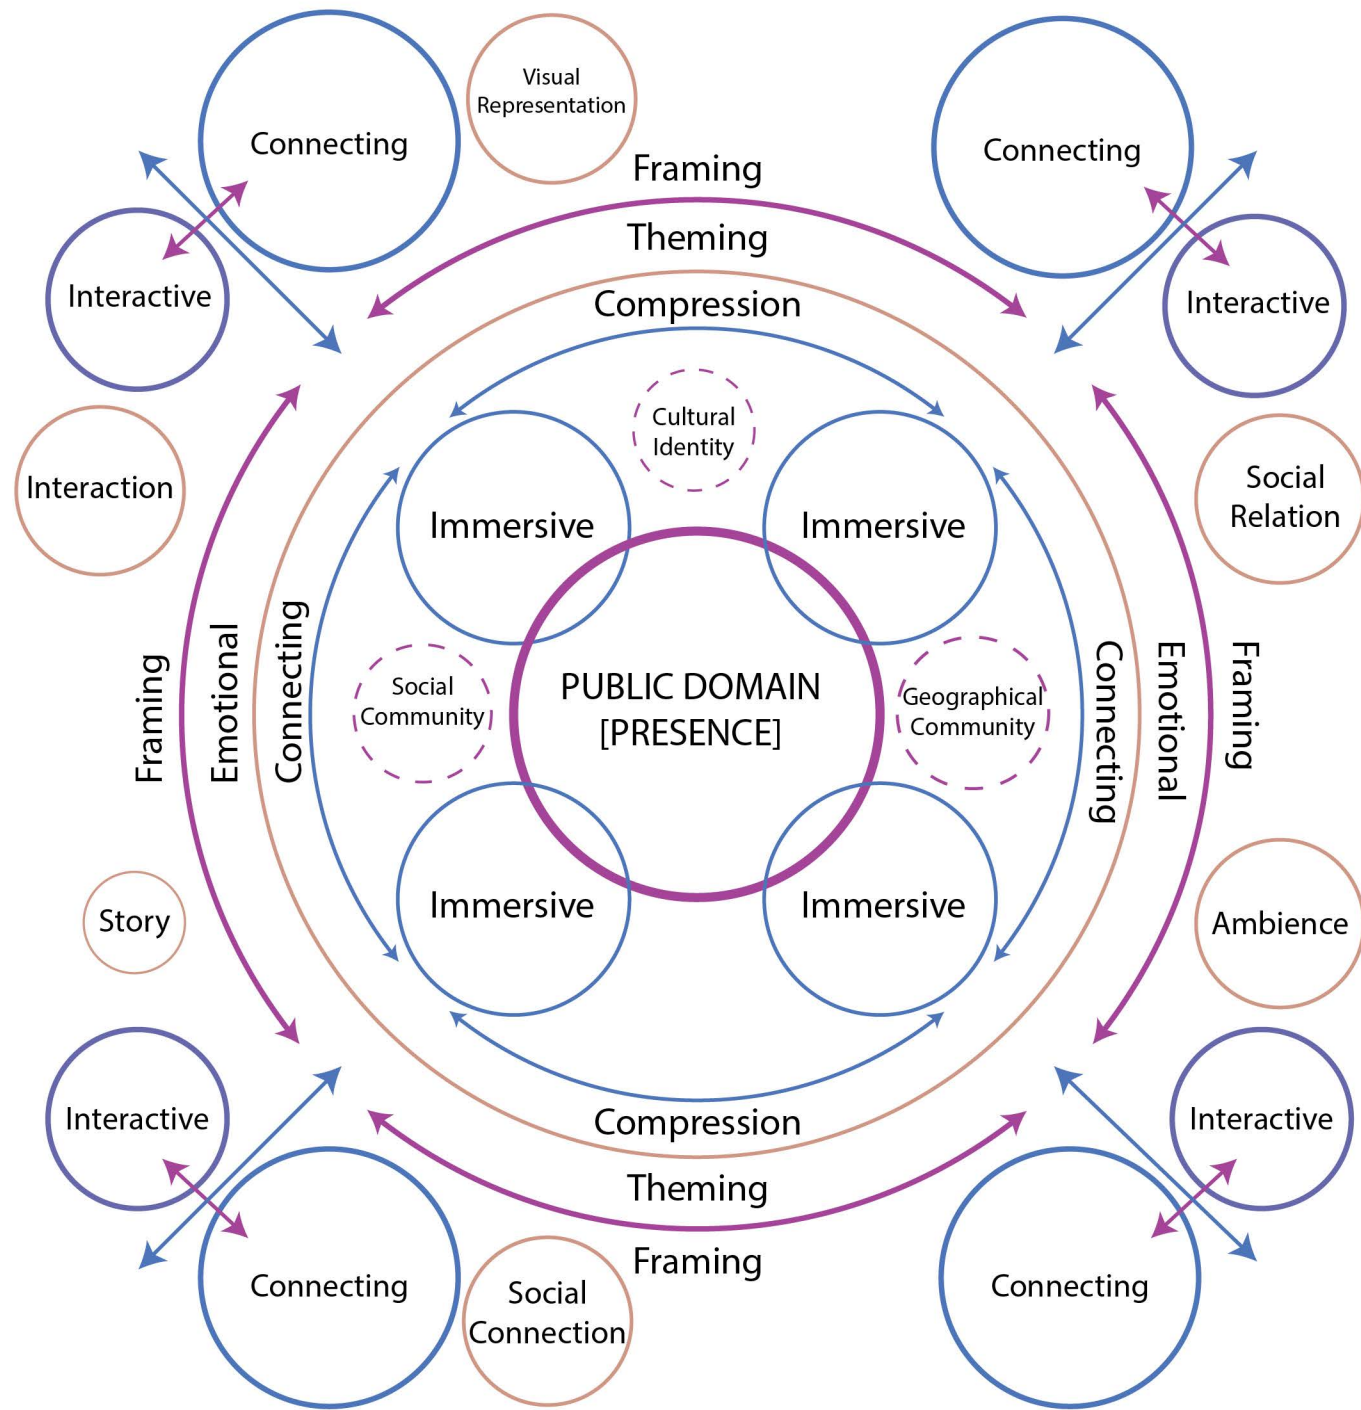 Visual
Representation
Connecting
Connecting
Framing
Theming
Interactive
Interactive
Compression
Cultural
Identity
Interaction
Social
Relation
Immersive
Immersive
Framing
Emotional
Connecting
Social
Community
PUBLIC DOMAIN
[PRESENCE]
Geographical
Community
Connecting
Emotional
Framing
Story
Immersive
Immersive
Ambience
Interactive
Compression
Interactive
Theming
Framing
Connecting
Social
Connection
Connecting